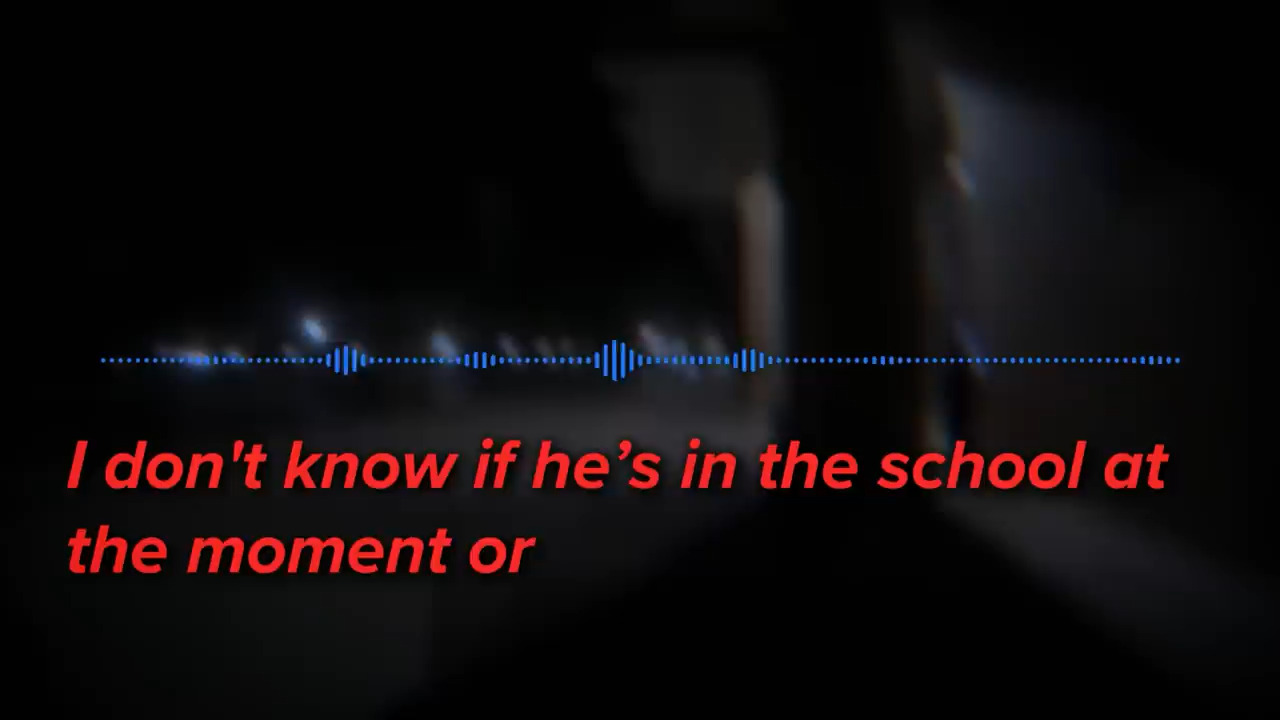 I don't know if he’s in the school at
the moment or